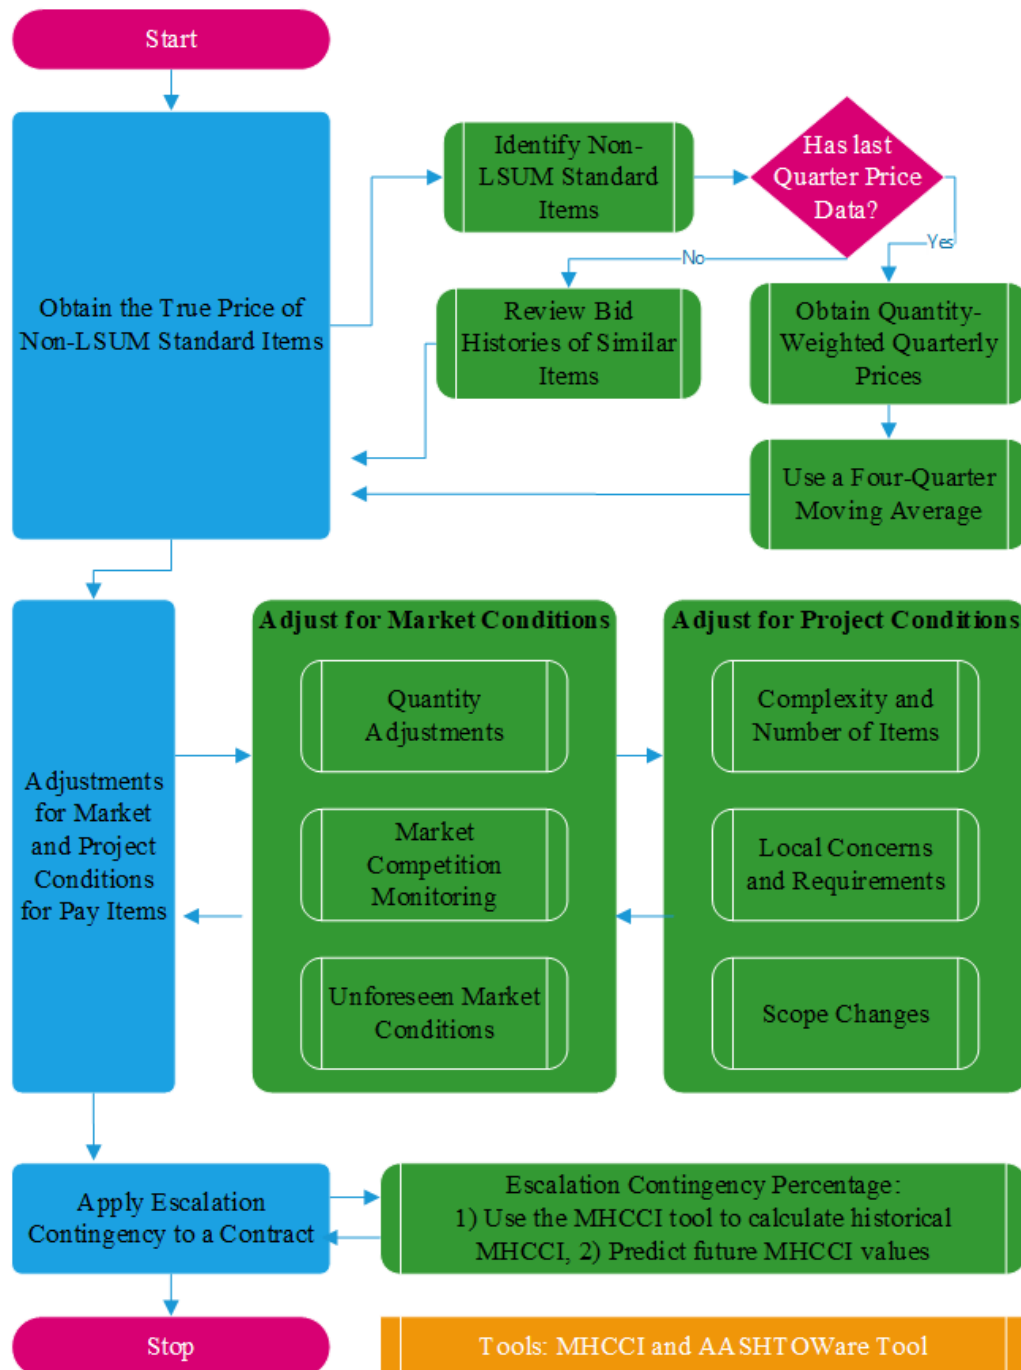 Start
Obtain the True Price of
Non-LSUM Standard Items
Identify Non-
LSUM Standard
Items
Has last
Quarter Price
Data?
Yes
No
Review Bid
Histories of Similar
Items
Obtain Quantity-
Weighted Quarterly
Prices
Use a Four-Quarter
Moving Average
Adjustments
for Market
and Project
Conditions
for Pay Items
Adjust for Market Conditions
Quantity
Adjustments
Market
Competition
Monitoring
Unforeseen Market
Conditions
Adjust for Project Conditions
Complexity and
Number of Items
Local Concerns
and Requirements
Scope Changes
Apply Escalation
Contingency to a Contract
Escalation Contingency Percentage:
1) Use the MHCCI tool to calculate historical
MHCCI, 2) Predict future MHCCI values
Stop
Tools: MHCCI and AASHTOWare Tool